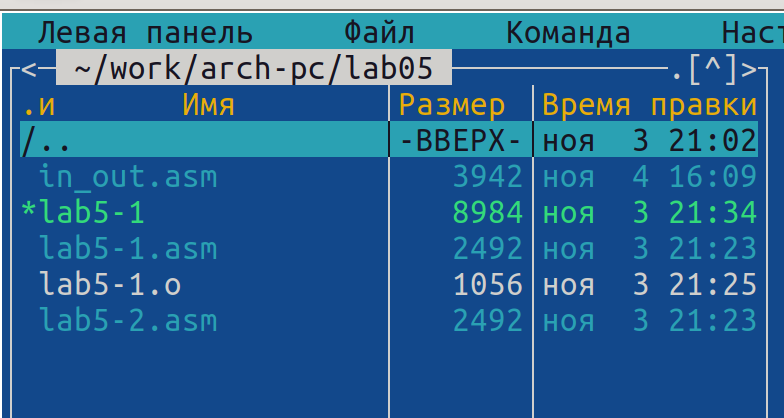 Левая панель Файл Команда Наст
<- ~/work/arch-pc/lab05 .[^]>
.и Имя Размер Время правки
/.. -ВВЕРХ- ноя 3 21:02
in_out.asm 3942 ноя 4 16:09
*lab5-1 8984 ноя 3 21:34
lab5-1.asm 2492 ноя 3 21:23
lab5-1.o 1056 ноя 3 21:25
lab5-2.asm 2492 ноя 3 21:23